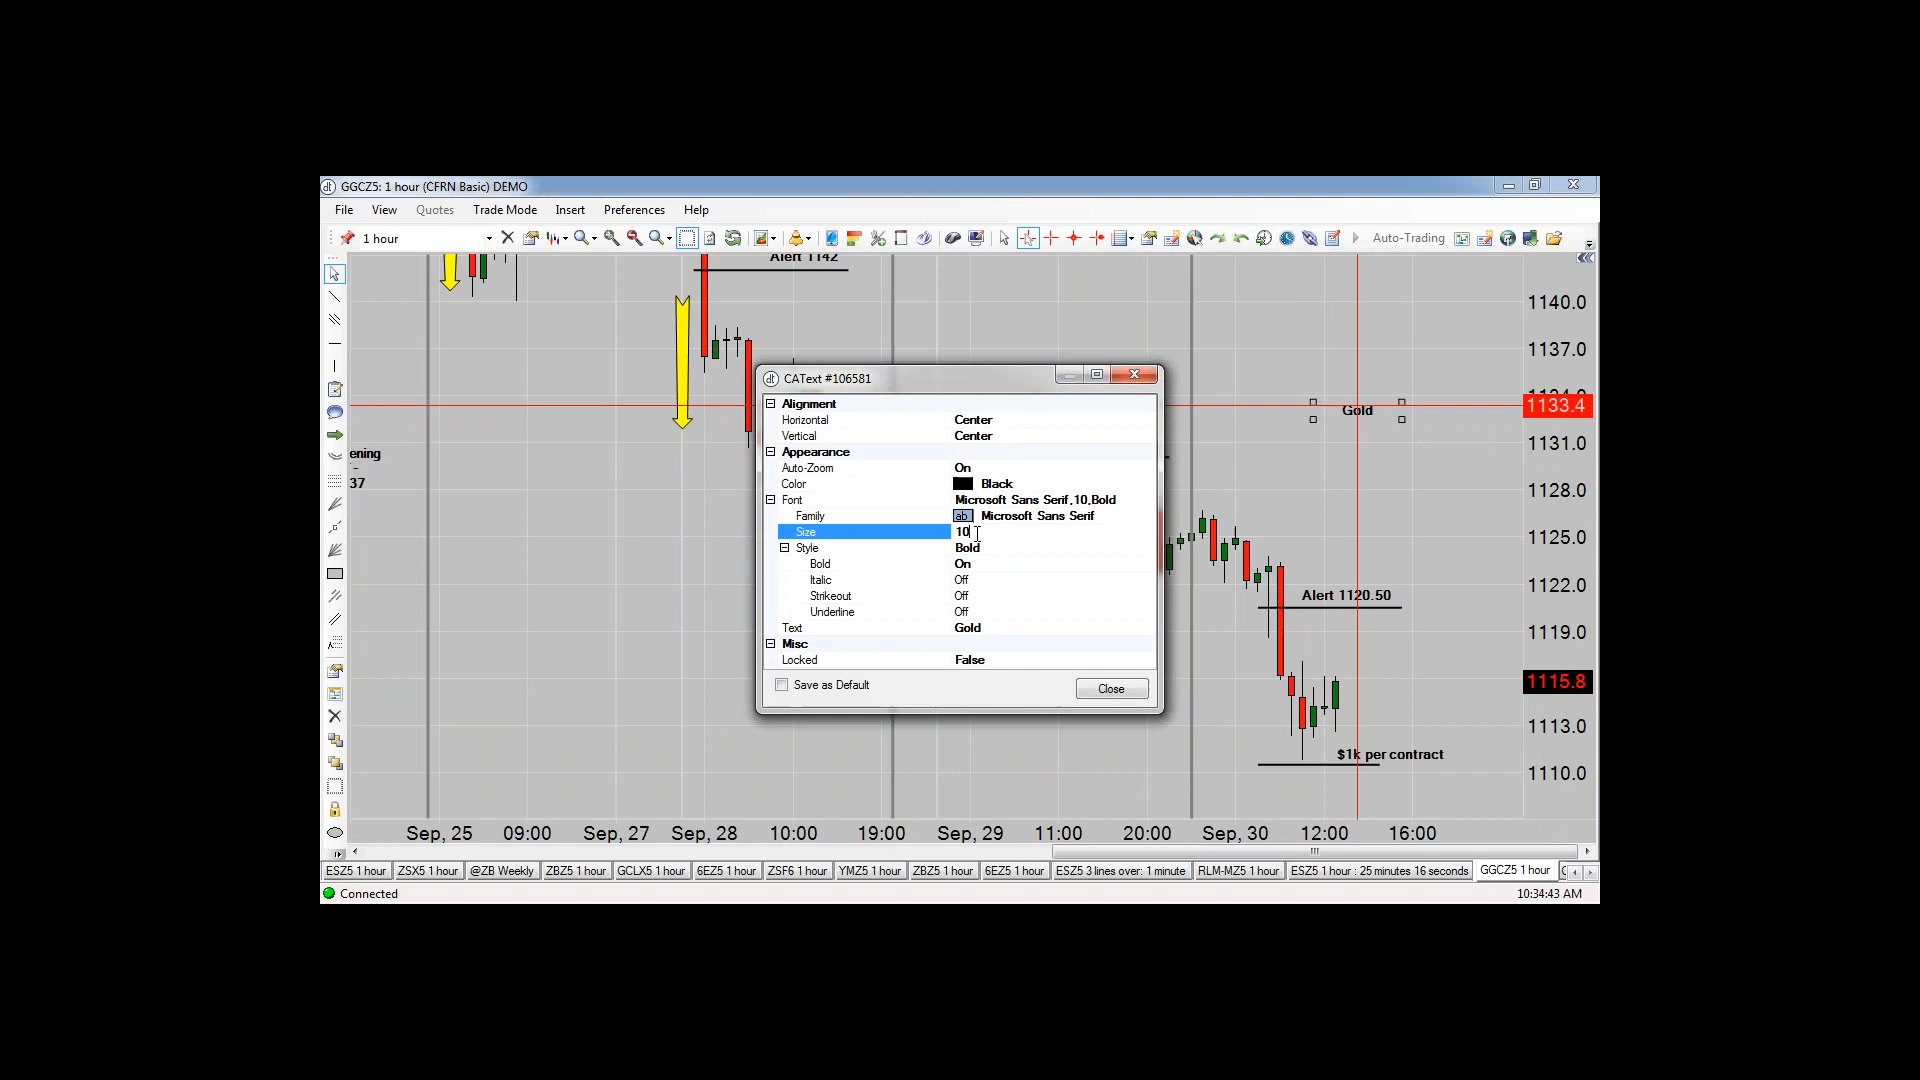 GGCZ5: 1 hour (CFRN Basic) DEMO
File View Quotes Trade Mode Insert Preferences Help
1 hour
Auto-Trading
Alert 1142
1140.0
1137.0
1133.4
1131.0
1128.0
1125.0
1122.0
1119.0
1115.8
1113.0
1110.0
ening
-
37
Gold
Alert 1120.50
$1k per contract
CAText #106581
Alignment
Horizontal Center
Vertical Center
Appearance
Auto-Zoom On
Color Black
Font Microsoft Sans Serif,10,Bold
Family ab Microsoft Sans Serif
Size 10
Style Bold
Bold On
Italic Off
Strikeout Off
Underline Off
Text Gold
Misc
Locked False
Save as Default
Close
Sep, 25 09:00 Sep, 27 Sep, 28 10:00 19:00 Sep, 29 11:00 20:00 Sep, 30 12:00 16:00
ESZ5 1 hour ZSX5 1 hour @ZB Weekly ZBZ5 1 hour GCLX5 1 hour 6EZ5 1 hour ZSF6 1 hour YMZ5 1 hour ZBZ5 1 hour 6EZ5 1 hour ESZ5 3 lines over: 1 minute RLM-MZ5 1 hour ESZ5 1 hour : 25 minutes 16 seconds GGCZ5 1 hour
Connected
10:34:43 AM